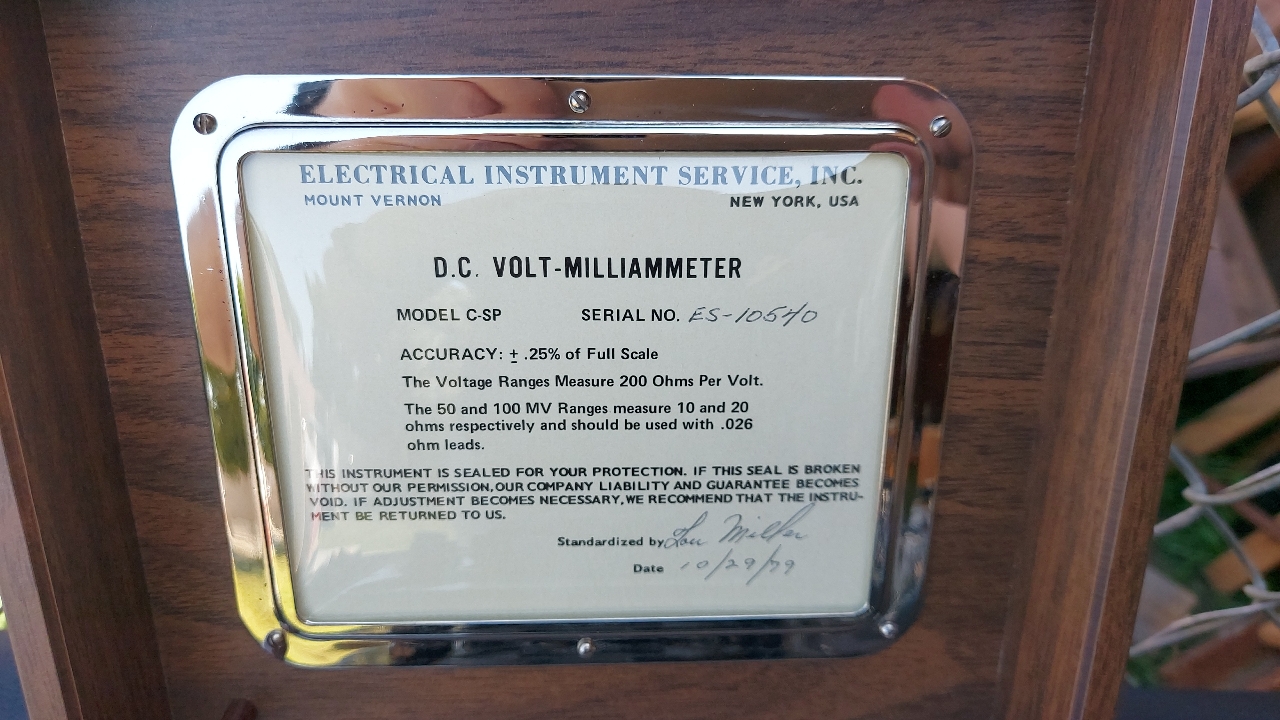 ELECTRICAL INSTRUMENT SERVICE, INC.
MOUNT VERNON NEW YORK, USA
D.C. VOLT-MILLIAMMETER
MODEL C-SP SERIAL NO. ES-10540
ACCURACY: ± .25% of Full Scale
The Voltage Ranges Measure 200 Ohms Per Volt.
The 50 and 100 MV Ranges measure 10 and 20
ohms respectively and should be used with .026
ohm leads.
THIS INSTRUMENT IS SEALED FOR YOUR PROTECTION. IF THIS SEAL IS BROKEN
WITHOUT OUR PERMISSION, OUR COMPANY LIABILITY AND GUARANTEE BECOMES
VOID. IF ADJUSTMENT BECOMES NECESSARY, WE RECOMMEND THAT THE INSTRU-
MENT BE RETURNED TO US.
Standardized by Lou Miller
Date 10/29/79